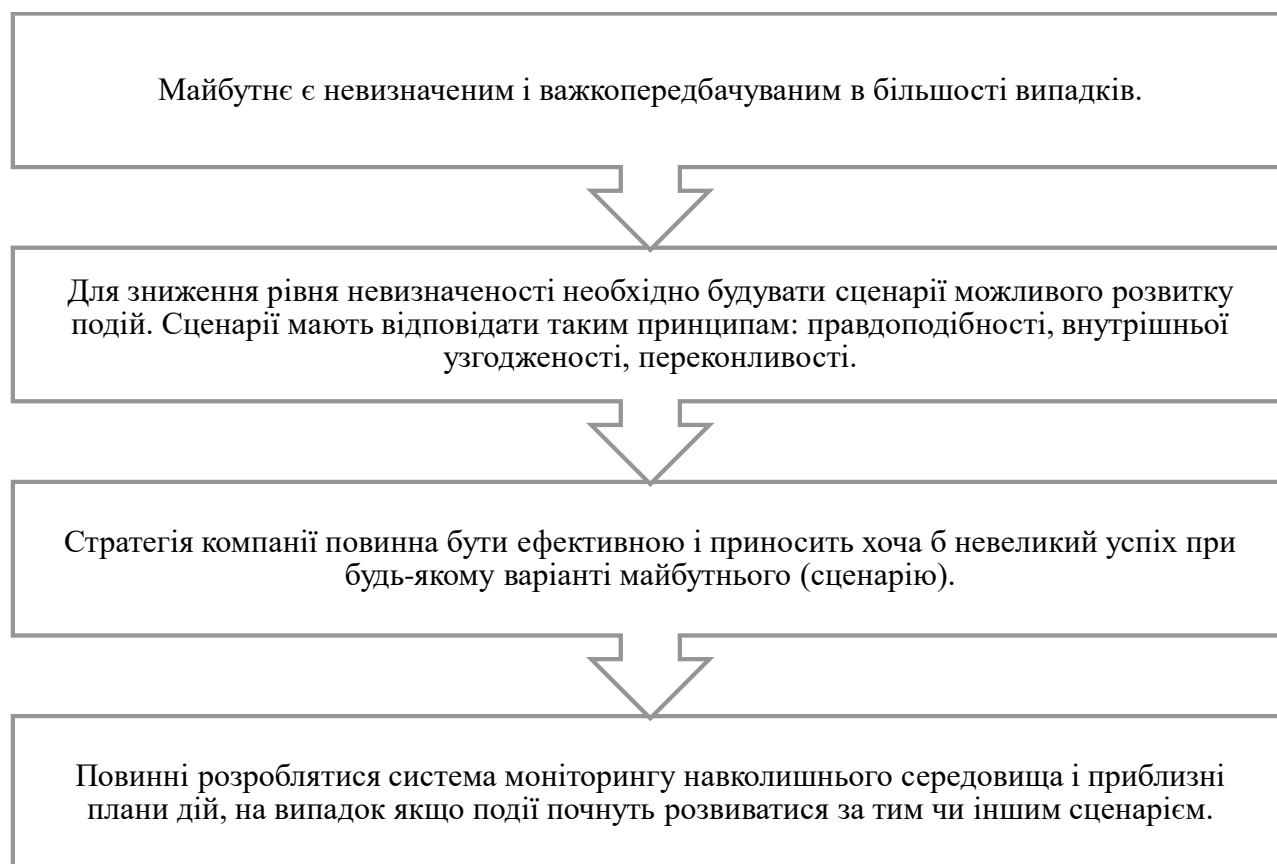 Майбутнє є невизначеним і важкопередбачуваним в більшості випадків.
Для зниження рівня невизначеності необхідно будувати сценарії можливого розвитку
подій. Сценарії мають відповідати таким принципам: правдоподібності, внутрішньої
узгодженості, переконливості.
Стратегія компанії повинна бути ефективною і приносить хоча б невеликий успіх при
будь-якому варіанті майбутнього (сценарію).
Повинні розроблятися система моніторингу навколишнього середовища і приблизні
плани дій, на випадок якщо події почнуть розвиватися за тим чи іншим сценарієм.